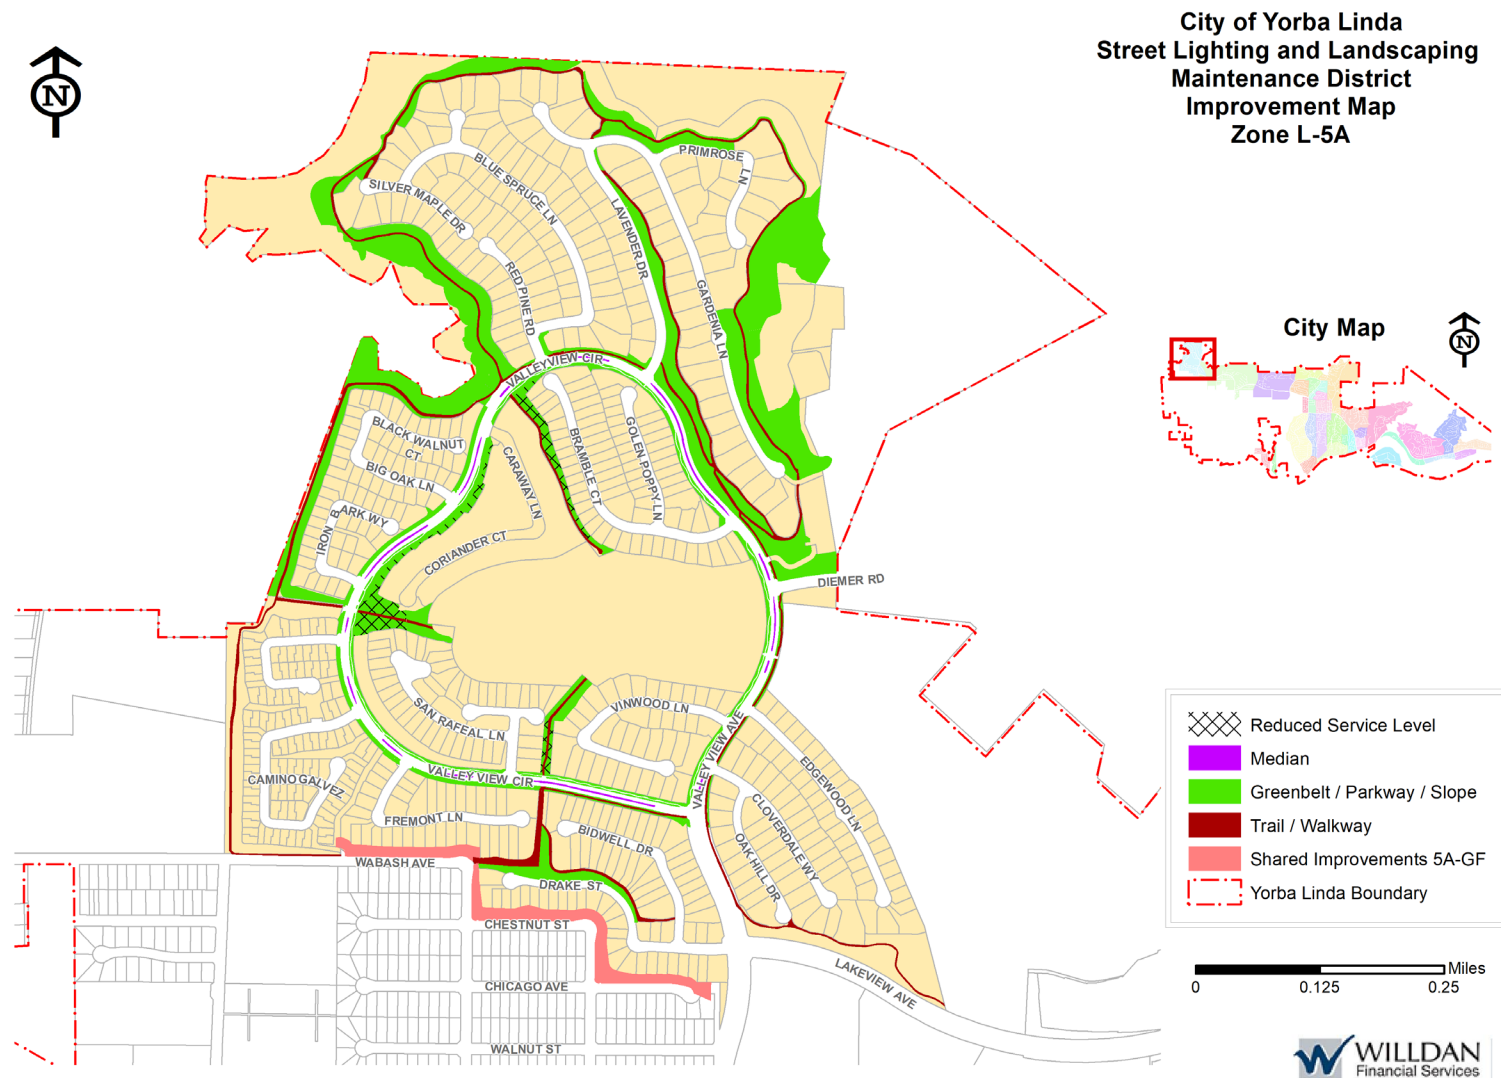 City of Yorba Linda
Street Lighting and Landscaping
Maintenance District
Improvement Map
Zone L-5A
N
PRIMROSE
LN
BLUE SPRUCE LN
SILVER MAPLE DR
LAVENDER DR
RED PINE RD
GARDENIA LN
VALLEYVIEW CIR
City Map
N
BLACK WALNUT
CT
BIG OAK LN
CARAWAY LN
BRAMBLE CT
GOLEN POPPY LN
IRON B
ARK WY
CORIANDER CT
DIEMER RD
SAN RAFEAL LN
VINWOOD LN
VALLEY VIEW AVE
EDGEWOOD LN
CAMINO GALVEZ
VALLEY VIEW CIR
FREMONT LN
BIDWELL DR
CLOVERDALE WY
OAK HILL DR
WABASH AVE
DRAKE ST
CHESTNUT ST
CHICAGO AVE
LAKEVIEW AVE
WALNUT ST
Reduced Service Level
Median
Greenbelt / Parkway / Slope
Trail / Walkway
Shared Improvements 5A-GF
Yorba Linda Boundary
Miles
0 0.125 0.25
WILLDAN
Financial Services